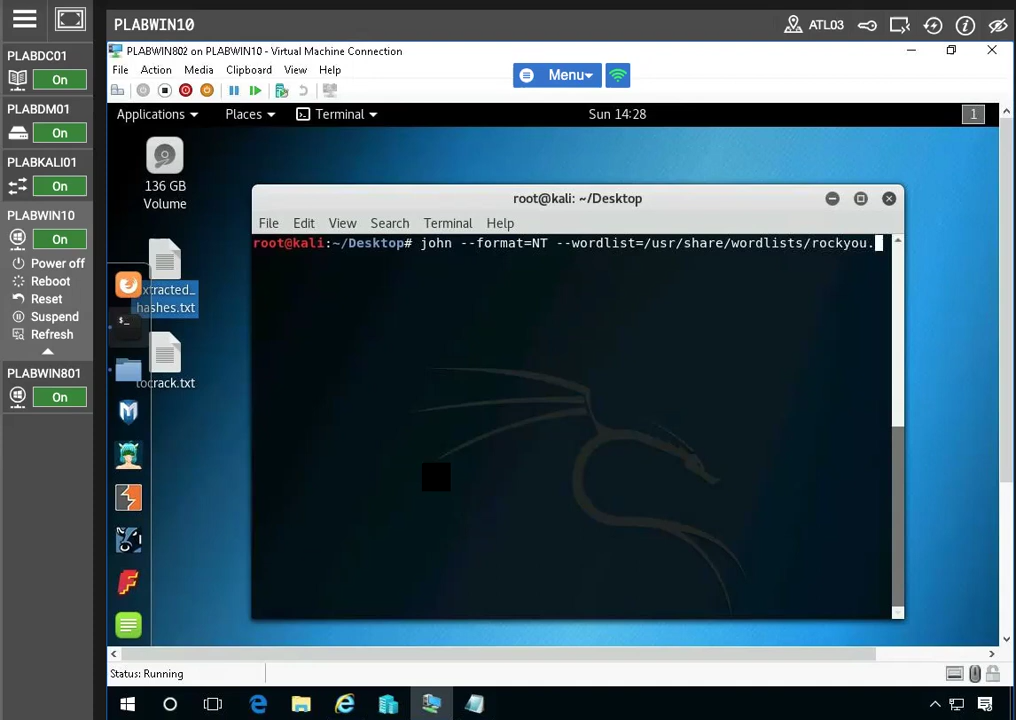 PLABWIN10
ATL03
PLABDC01
On
PLABDM01
On
PLABKALI01
On
PLABWIN10
On
Power off
Reboot
Reset
Suspend
Refresh
PLABWIN801
On
PLABWIN802 on PLABWIN10 - Virtual Machine Connection
File Action Media Clipboard View Help
Menu
Applications Places Terminal Sun 14:28 1
136 GB
Volume
xtracted_
hashes.txt
tocrack.txt
root@kali: ~/Desktop
File Edit View Search Terminal Help
root@kali:~/Desktop# john --format=NT --wordlist=/usr/share/wordlists/rockyou.
Status: Running